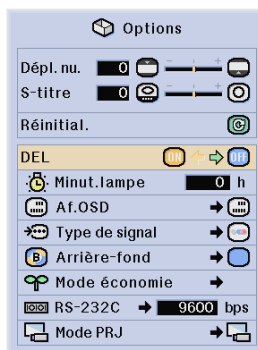 Options
Dépl. nu. 0 - +
S-titre 0 - +
Réinitial.
DEL ON OFF
Minut.lampe 0 h
Af.OSD
Type de signal
B Arrière-fond
Mode économie
RS-232C 9600 bps
Mode PRJ